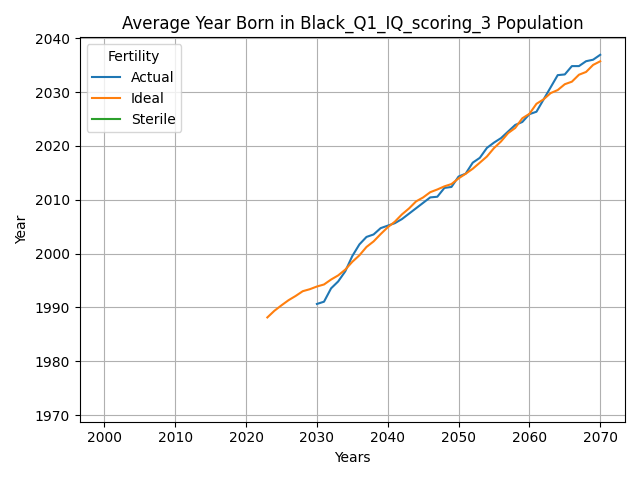 Average Year Born in Black_Q1_IQ_scoring_3 Population
2040
2030
2020
2010
2000
1990
1980
1970
Year
Fertility
Actual
Ideal
Sterile
2000 2010 2020 2030 2040 2050 2060 2070
Years